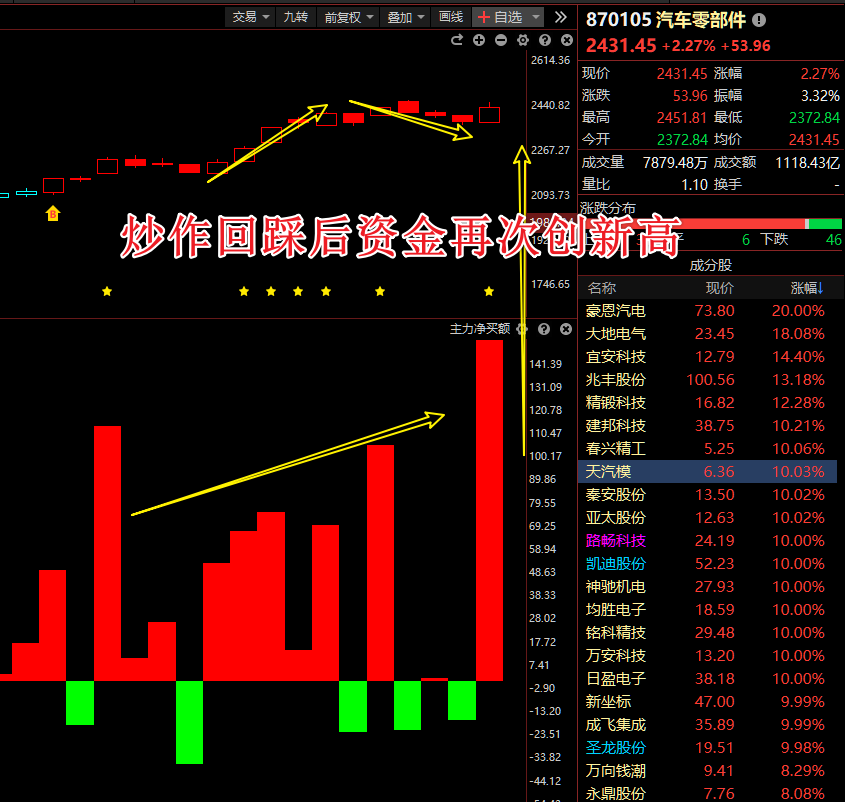 交易 九转 前复权 叠加 画线 +自选
870105 汽车零部件
2431.45 +2.27% +53.96
现价 2431.45 涨幅 2.27%
涨跌 53.96 振幅 3.32%
最高 2451.81 最低 2372.84
今开 2372.84 均价 2431.45
成交量 7879.48万 成交额 1118.43亿
量比 1.10 换手 -
涨跌分布
6 下跌 46
2614.36
2440.82
2267.27
2093.73
1746.65
B
炒作回踩后资金再次创新高
主力净买额
141.39
131.09
120.78
110.47
100.17
89.86
79.55
69.25
58.94
48.63
38.33
28.02
17.72
7.41
-2.90
-13.20
-23.51
-33.82
-44.12
成分股
名称 现价 涨幅↓
豪恩汽电 73.80 20.00%
大地电气 23.45 18.08%
宜安科技 12.79 14.40%
兆丰股份 100.56 13.18%
精锻科技 16.82 12.28%
建邦科技 38.75 10.21%
春兴精工 5.25 10.06%
天汽模 6.36 10.03%
秦安股份 13.50 10.02%
亚太股份 12.63 10.02%
路畅科技 24.19 10.00%
凯迪股份 52.23 10.00%
神驰机电 27.93 10.00%
均胜电子 18.59 10.00%
铭科精技 29.48 10.00%
万安科技 13.20 10.00%
日盈电子 38.18 10.00%
新坐标 47.00 9.99%
成飞集成 35.89 9.99%
圣龙股份 19.51 9.98%
万向钱潮 9.41 8.29%
永鼎股份 7.76 8.08%